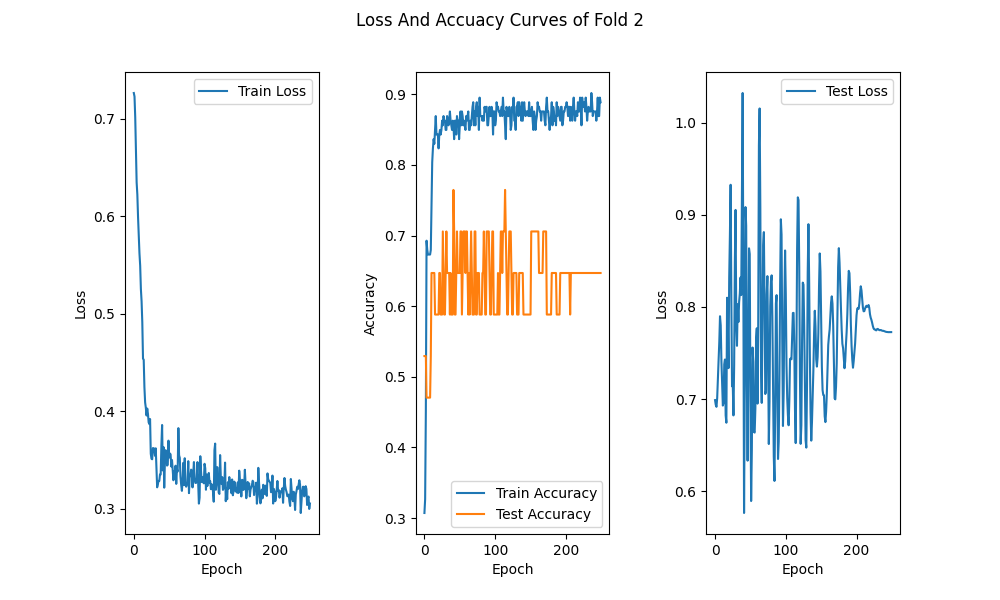 Loss And Accuacy Curves of Fold 2
Train Loss
0.7
0.6
0.5
0.4
0.3
0
100
200
Loss
Epoch
0.9
0.8
0.7
0.6
0.5
0.4
0.3
0
100
200
Accuracy
Train Accuracy
Test Accuracy
Epoch
Test Loss
1.0
0.9
0.8
0.7
0.6
0
100
200
Loss
Epoch